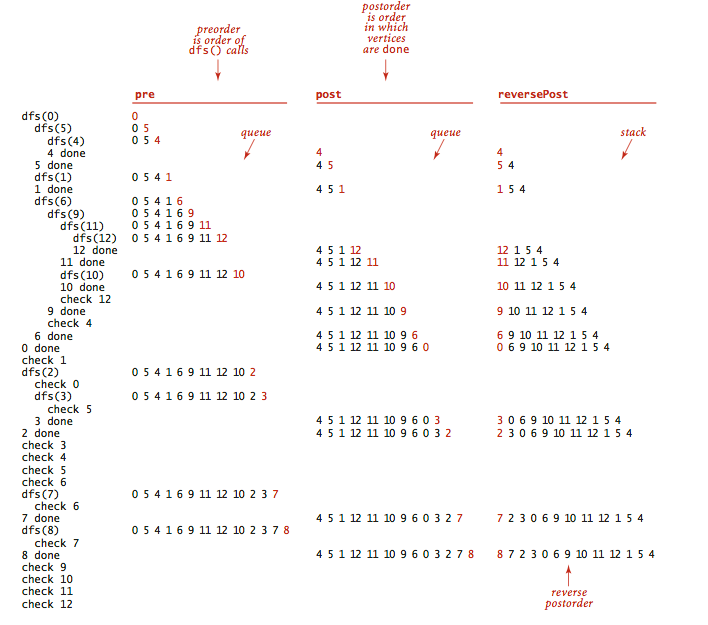 preorder
is order of
dfs() calls
postorder
is order
in which
vertices
are done
pre post reversePost
dfs(0) 0
dfs(5) 0 5
queue queue stack
dfs(4) 0 5 4
4 done 4 4
5 done 4 5 5 4
dfs(1) 0 5 4 1
1 done 4 5 1 1 5 4
dfs(6) 0 5 4 1 6
dfs(9) 0 5 4 1 6 9
dfs(11) 0 5 4 1 6 9 11
dfs(12) 0 5 4 1 6 9 11 12
12 done 4 5 1 12 12 1 5 4
11 done 4 5 1 12 11 11 12 1 5 4
dfs(10) 0 5 4 1 6 9 11 12 10
10 done 4 5 1 12 11 10 10 11 12 1 5 4
check 12
9 done 4 5 1 12 11 10 9 9 10 11 12 1 5 4
check 4
6 done 4 5 1 12 11 10 9 6 6 9 10 11 12 1 5 4
0 done 4 5 1 12 11 10 9 6 0 0 6 9 10 11 12 1 5 4
check 1
dfs(2) 0 5 4 1 6 9 11 12 10 2
check 0
dfs(3) 0 5 4 1 6 9 11 12 10 2 3
check 5
3 done 4 5 1 12 11 10 9 6 0 3 3 0 6 9 10 11 12 1 5 4
2 done 4 5 1 12 11 10 9 6 0 3 2 2 3 0 6 9 10 11 12 1 5 4
check 3
check 4
check 5
check 6
dfs(7) 0 5 4 1 6 9 11 12 10 2 3 7
check 6
7 done 4 5 1 12 11 10 9 6 0 3 2 7 7 2 3 0 6 9 10 11 12 1 5 4
dfs(8) 0 5 4 1 6 9 11 12 10 2 3 7 8
check 7
8 done 4 5 1 12 11 10 9 6 0 3 2 7 8 8 7 2 3 0 6 9 10 11 12 1 5 4
check 9
check 10
check 11
check 12
reverse
postorder